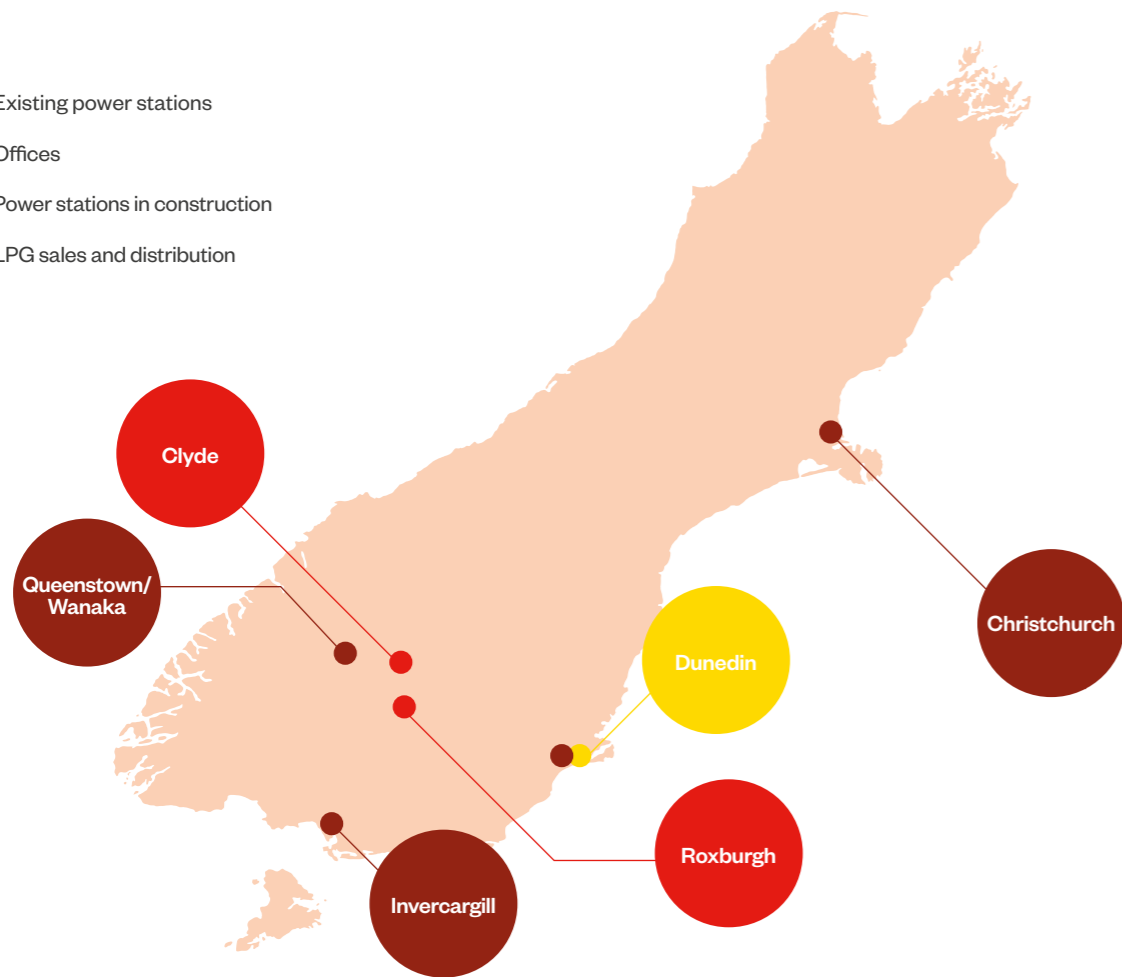 Existing power stations
Offices
Power stations in construction
LPG sales and distribution
Clyde
Queenstown/
Wanaka
Christchurch
Dunedin
Roxburgh
Invercargill